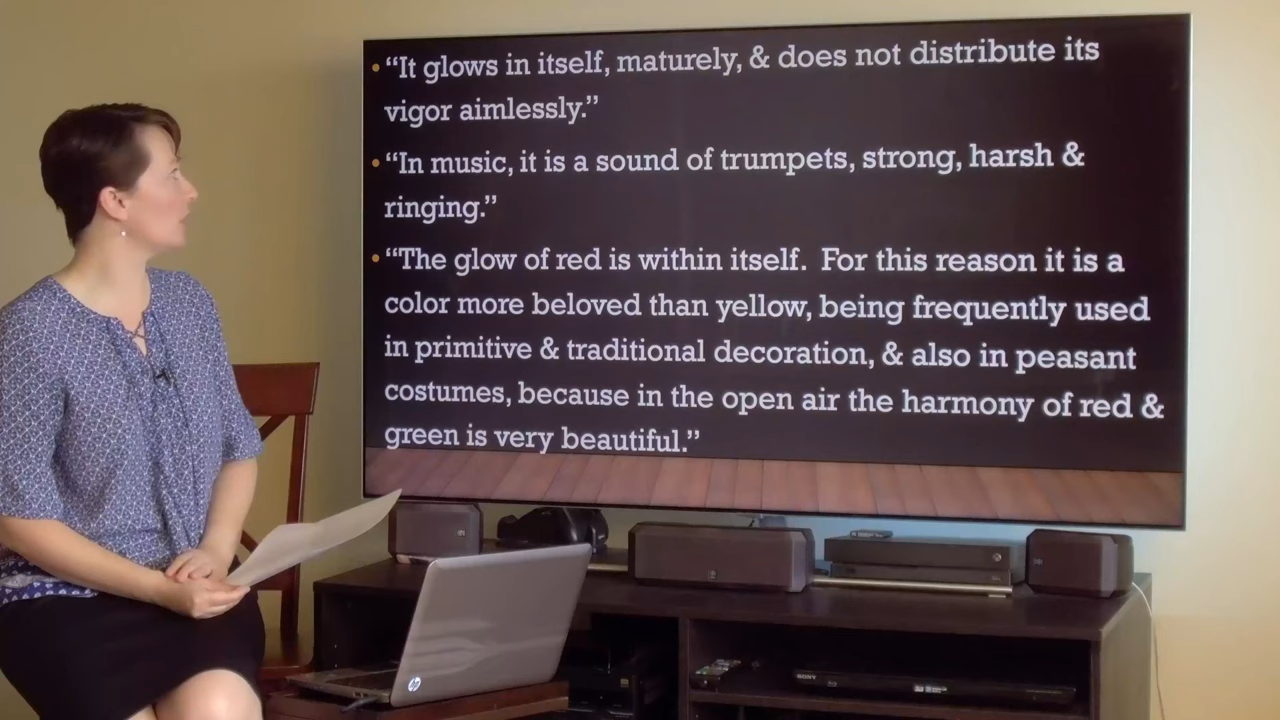 “It glows in itself, maturely, & does not distribute its
vigor aimlessly.”
“In music, it is a sound of trumpets, strong, harsh &
ringing.”
“The glow of red is within itself.  For this reason it is a
color more beloved than yellow, being frequently used
in primitive & traditional decoration, & also in peasant
costumes, because in the open air the harmony of red &
green is very beautiful.”
hp
SONY